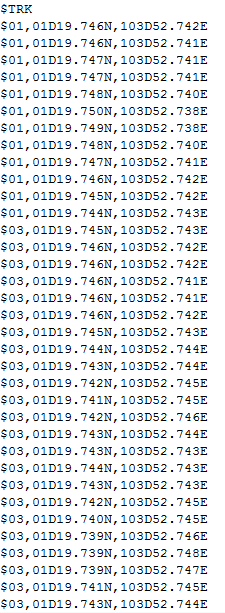 $TRK
$01,01D19.746N,103D52.742E
$01,01D19.746N,103D52.741E
$01,01D19.747N,103D52.741E
$01,01D19.747N,103D52.741E
$01,01D19.748N,103D52.740E
$01,01D19.750N,103D52.738E
$01,01D19.749N,103D52.738E
$01,01D19.748N,103D52.740E
$01,01D19.747N,103D52.741E
$01,01D19.746N,103D52.742E
$01,01D19.745N,103D52.742E
$01,01D19.744N,103D52.743E
$03,01D19.745N,103D52.743E
$03,01D19.746N,103D52.742E
$03,01D19.746N,103D52.742E
$03,01D19.746N,103D52.741E
$03,01D19.746N,103D52.741E
$03,01D19.746N,103D52.742E
$03,01D19.745N,103D52.743E
$03,01D19.744N,103D52.744E
$03,01D19.743N,103D52.744E
$03,01D19.742N,103D52.745E
$03,01D19.741N,103D52.745E
$03,01D19.742N,103D52.746E
$03,01D19.743N,103D52.744E
$03,01D19.743N,103D52.743E
$03,01D19.744N,103D52.743E
$03,01D19.743N,103D52.743E
$03,01D19.742N,103D52.745E
$03,01D19.740N,103D52.745E
$03,01D19.739N,103D52.746E
$03,01D19.739N,103D52.748E
$03,01D19.739N,103D52.747E
$03,01D19.741N,103D52.745E
$03,01D19.743N,103D52.744E